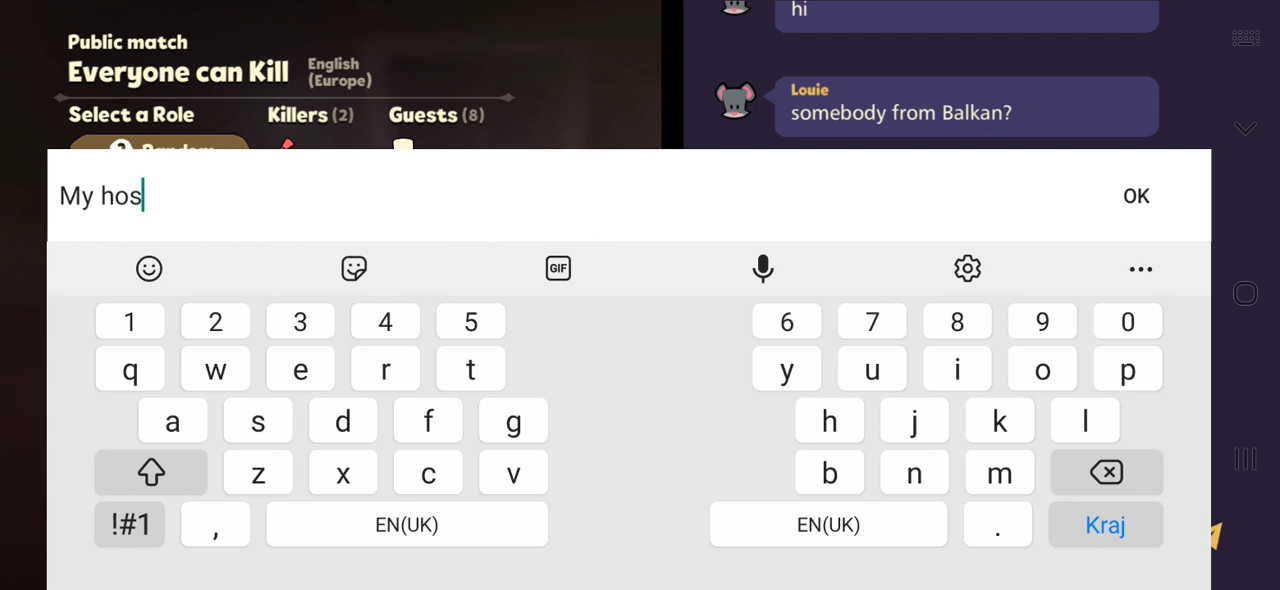 Public match
Everyone can Kill English (Europe)
Select a Role Killers (2) Guests (8)
? Random
hi
Louie
somebody from Balkan?
My hos
OK
GIF
1 2 3 4 5 6 7 8 9 0
q w e r t y u i o p
a s d f g h j k l
z x c v b n m
!#1 , EN(UK) EN(UK) . Kraj